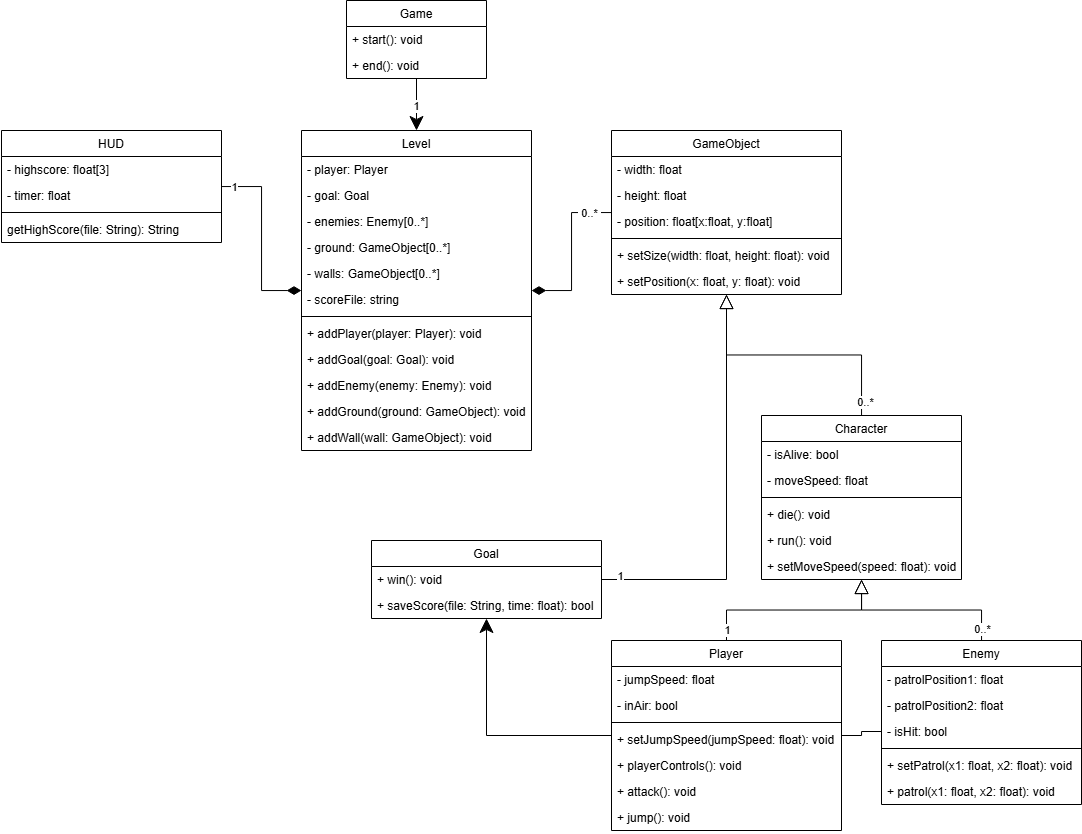 Game
+ start(): void
+ end(): void
1
HUD
- highscore: float[3]
- timer: float
getHighScore(file: String): String
1
Level
- player: Player
- goal: Goal
- enemies: Enemy[0..*]
- ground: GameObject[0..*]
- walls: GameObject[0..*]
- scoreFile: string
+ addPlayer(player: Player): void
+ addGoal(goal: Goal): void
+ addEnemy(enemy: Enemy): void
+ addGround(ground: GameObject): void
+ addWall(wall: GameObject): void
0..*
GameObject
- width: float
- height: float
- position: float[x:float, y:float]
+ setSize(width: float, height: float): void
+ setPosition(x: float, y: float): void
0..*
Character
- isAlive: bool
- moveSpeed: float
+ die(): void
+ run(): void
+ setMoveSpeed(speed: float): void
Goal
+ win(): void
+ saveScore(file: String, time: float): bool
1
1
Player
- jumpSpeed: float
- inAir: bool
+ setJumpSpeed(jumpSpeed: float): void
+ playerControls(): void
+ attack(): void
+ jump(): void
0..*
Enemy
- patrolPosition1: float
- patrolPosition2: float
- isHit: bool
+ setPatrol(x1: float, x2: float): void
+ patrol(x1: float, x2: float): void